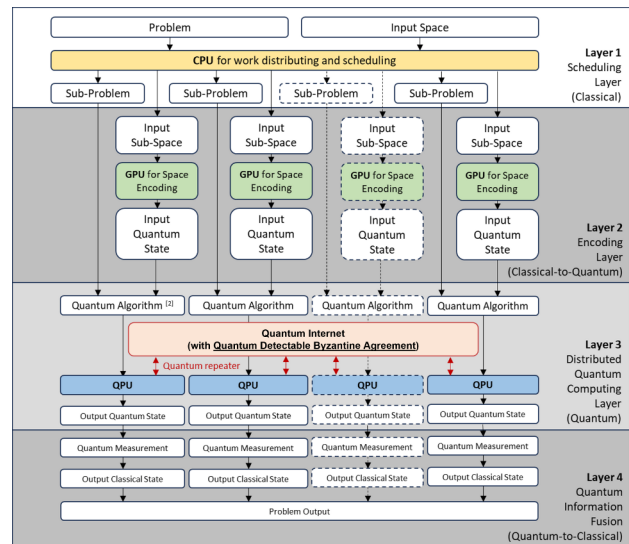 Problem
Input Space
CPU for work distributing and scheduling
Layer 1
Scheduling
Layer
(Classical)
Sub-Problem
Sub-Problem
Sub-Problem
Sub-Problem
Input
Sub-Space
Input
Sub-Space
Input
Sub-Space
Input
Sub-Space
GPU for Space
Encoding
GPU for Space
Encoding
GPU for Space
Encoding
GPU for Space
Encoding
Input
Quantum
State
Input
Quantum
State
Input
Quantum
State
Input
Quantum
State
Layer 2
Encoding
Layer
(Classical-to-Quantum)
Quantum Algorithm [2]
Quantum Algorithm
Quantum Algorithm
Quantum Algorithm
Quantum Internet
(with Quantum Detectable Byzantine Agreement)
Quantum repeater
Layer 3
Distributed
Quantum
Computing
Layer
(Quantum)
QPU
QPU
QPU
QPU
Output Quantum State
Output Quantum State
Output Quantum State
Output Quantum State
Quantum Measurement
Quantum Measurement
Quantum Measurement
Quantum Measurement
Output Classical State
Output Classical State
Output Classical State
Output Classical State
Problem Output
Layer 4
Quantum
Information
Fusion
(Quantum-to-Classical)